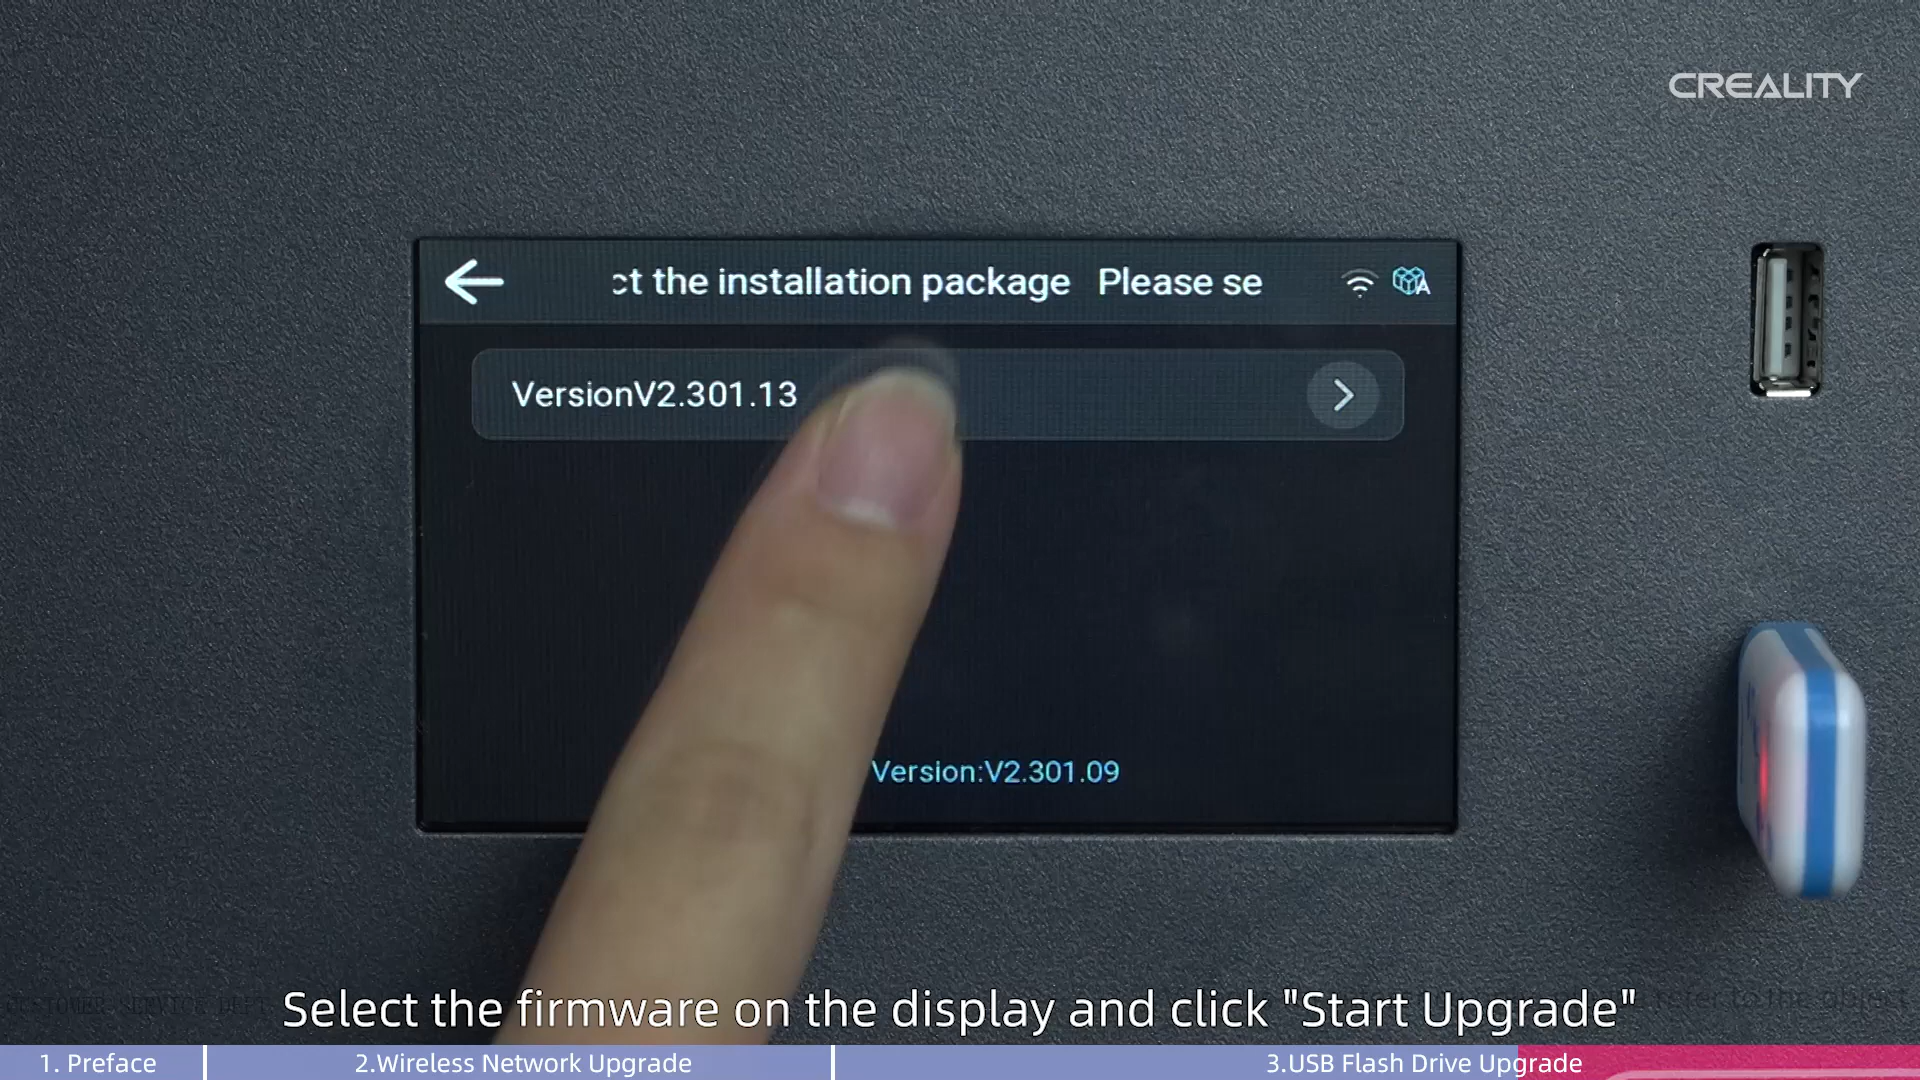 CREALITY
ct the installation package Please se
VersionV2.301.13
Version:V2.301.09
Select the firmware on the display and click "Start Upgrade"
1. Preface
2.Wireless Network Upgrade
3.USB Flash Drive Upgrade